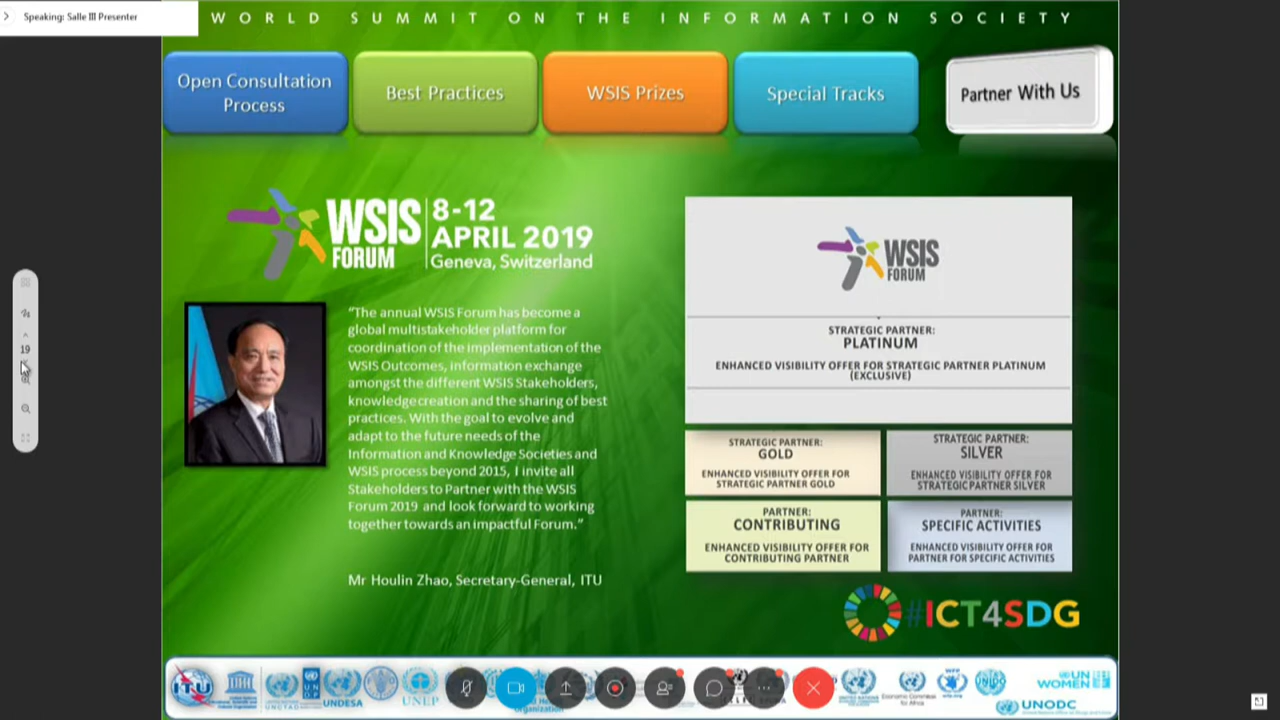 Speaking: Salle III Presenter
WORLD SUMMIT ON THE INFORMATION SOCIETY
Open Consultation
Process
Best Practices
WSIS Prizes
Special Tracks
Partner With Us
WSIS
FORUM
8-12
APRIL 2019
Geneva, Switzerland
"The annual WSIS Forum has become a
global multistakeholder platform for
coordination of the implementation of the
WSIS Outcomes, information exchange
amongst the different WSIS Stakeholders,
knowledge creation and the sharing of best
practices. With the goal to evolve and
adapt to the future needs of the
Information and Knowledge Societies and
WSIS process beyond 2015, I invite all
Stakeholders to Partner with the WSIS
Forum 2019 and look forward to working
together towards an impactful Forum."
Mr Houlin Zhao, Secretary-General, ITU
WSIS
FORUM
STRATEGIC PARTNER:
PLATINUM
ENHANCED VISIBILITY OFFER FOR STRATEGIC PARTNER PLATINUM
(EXCLUSIVE)
STRATEGIC PARTNER:
GOLD
ENHANCED VISIBILITY OFFER FOR
STRATEGIC PARTNER GOLD
STRATEGIC PARTNER:
SILVER
ENHANCED VISIBILITY OFFER FOR
STRATEGIC PARTNER SILVER
PARTNER:
CONTRIBUTING
ENHANCED VISIBILITY OFFER FOR
CONTRIBUTING PARTNER
PARTNER:
SPECIFIC ACTIVITIES
ENHANCED VISIBILITY OFFER FOR
PARTNER FOR SPECIFIC ACTIVITIES
#ICT4SDG
19
ITU
UNCTAD
UNDP
UNDESA
UNEP
WFP
UN
WOMEN
UNODC